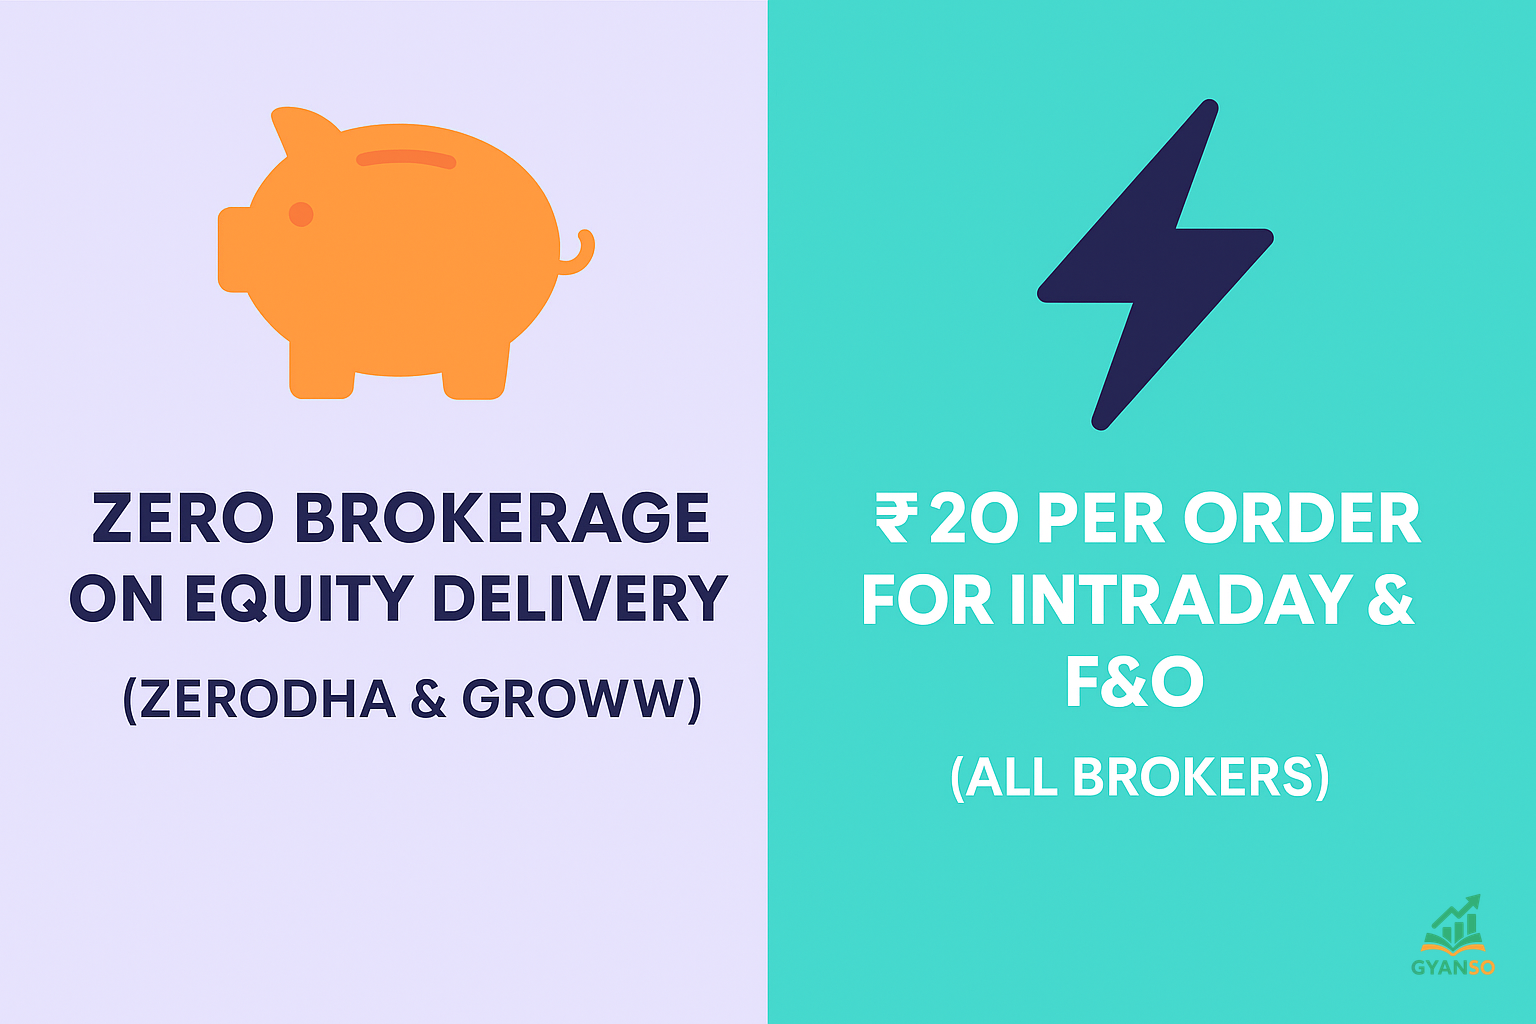 ZERO BROKERAGE
ON EQUITY DELIVERY
(ZERODHA & GROWW)
₹20 PER ORDER
FOR INTRADAY &
F&O
(ALL BROKERS)
GYANSO